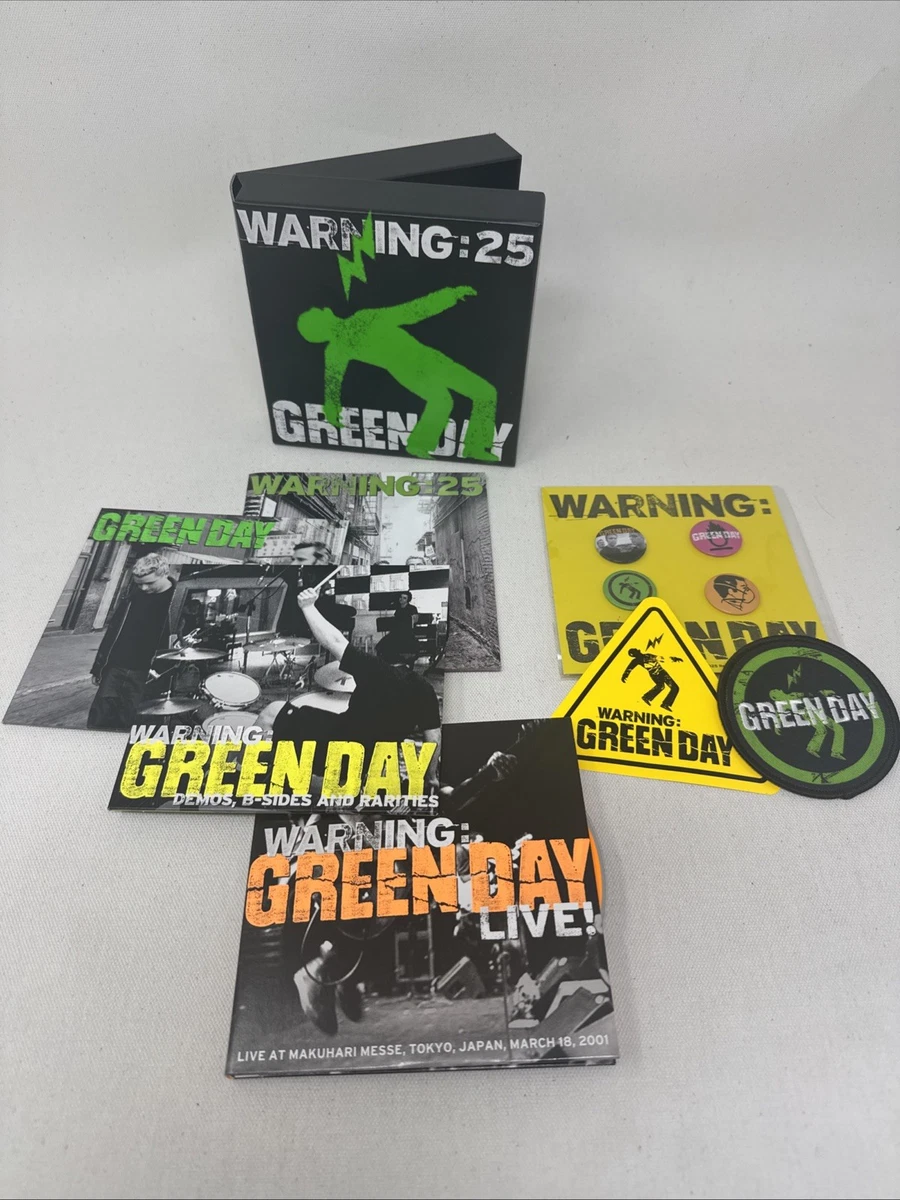 WARNING:25
GREEN DAY
WARNING:25
GREEN DAY
WARNING:
GREEN DAY
DEMOS, B-SIDES AND RARITIES
WARNING:
GREEN DAY
GREEN DAY
WARNING:
GREEN DAY
GREEN DAY
WARNING:
GREEN DAY
LIVE!
LIVE AT MAKUHARI MESSE, TOKYO, JAPAN, MARCH 18, 2001